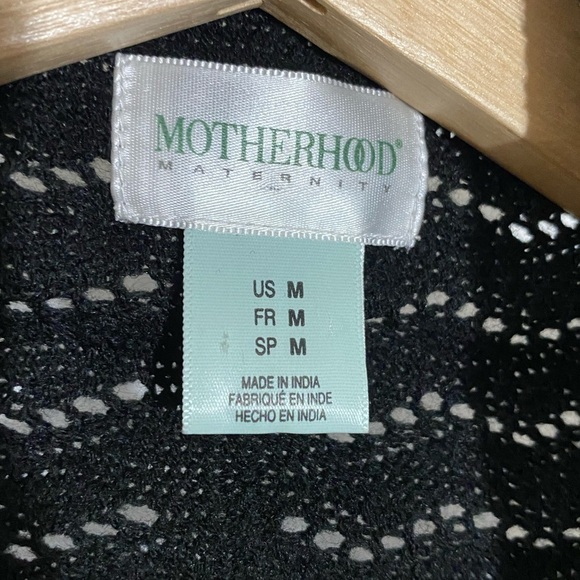 MOTHERHOOD®
MATERNITY
US M
FR M
SP M
MADE IN INDIA
FABRIQUÉ EN INDE
HECHO EN INDIA